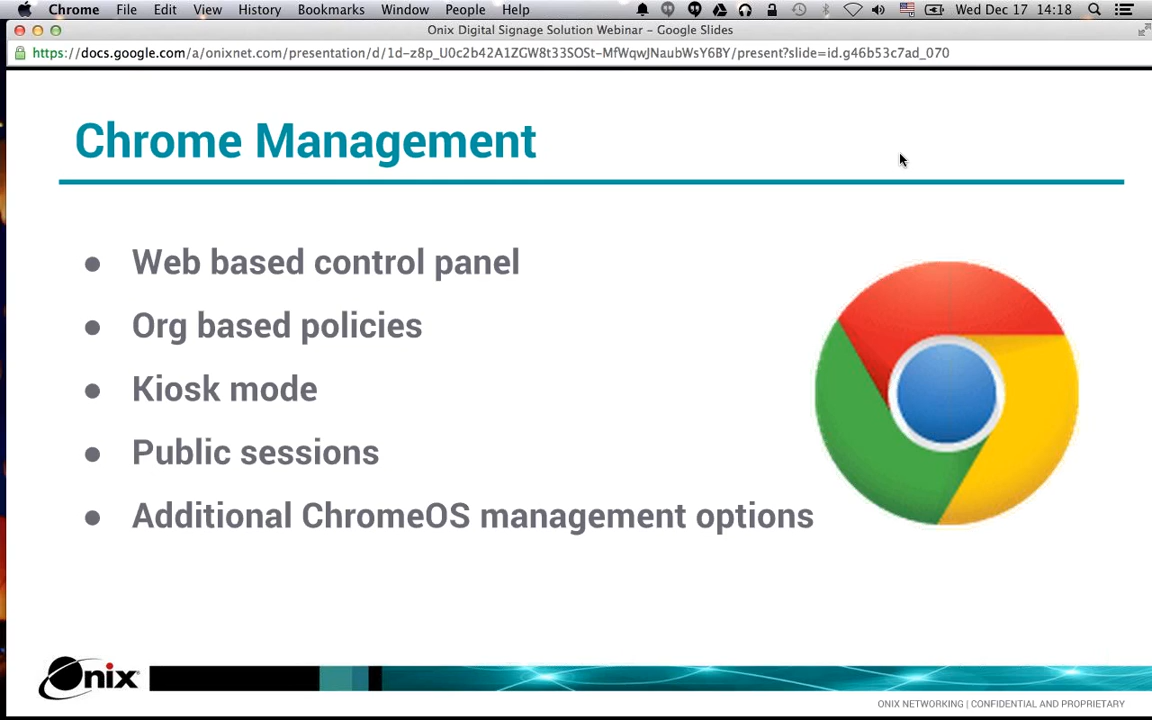 Chrome File Edit View History Bookmarks Window People Help Wed Dec 17 14:18
Onix Digital Signage Solution Webinar – Google Slides
https://docs.google.com/a/onixnet.com/presentation/d/1d-z8p_U0c2b42A1ZGW8t33SOSt-MfWqwJNaubWsY6BY/present?slide=id.g46b53c7ad_070
Chrome Management
● Web based control panel
● Org based policies
● Kiosk mode
● Public sessions
● Additional ChromeOS management options
Onix
ONIX NETWORKING | CONFIDENTIAL AND PROPRIETARY